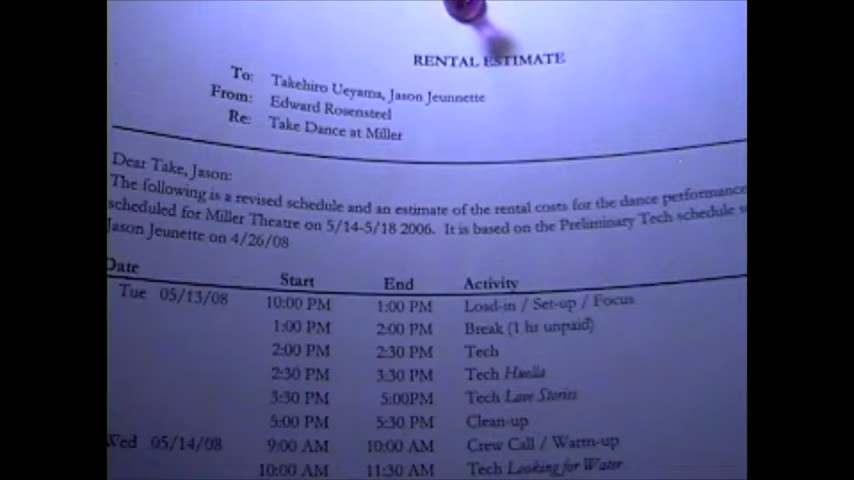 RENTAL ESTIMATE
To: Takehiro Ueyama, Jason Jeunnette
From: Edward Rosensteel
Re: Take Dance at Miller
Dear Take, Jason:
The following is a revised schedule and an estimate of the rental costs for the dance performance
scheduled for Miller Theatre on 5/14-5/18 2006. It is based on the Preliminary Tech schedule
Jason Jeunette on 4/26/08
Date Start End Activity
Tue 05/13/08 10:00 PM 1:00 PM Load-in / Set-up / Focus
1:00 PM 2:00 PM Break (1 hr unpaid)
2:00 PM 2:30 PM Tech
2:30 PM 3:30 PM Tech Huella
3:30 PM 5:00PM Tech Love Stories
5:00 PM 5:30 PM Clean-up
Wed 05/14/08 9:00 AM 10:00 AM Crew Call / Warm-up
10:00 AM 11:30 AM Tech Looking for Water